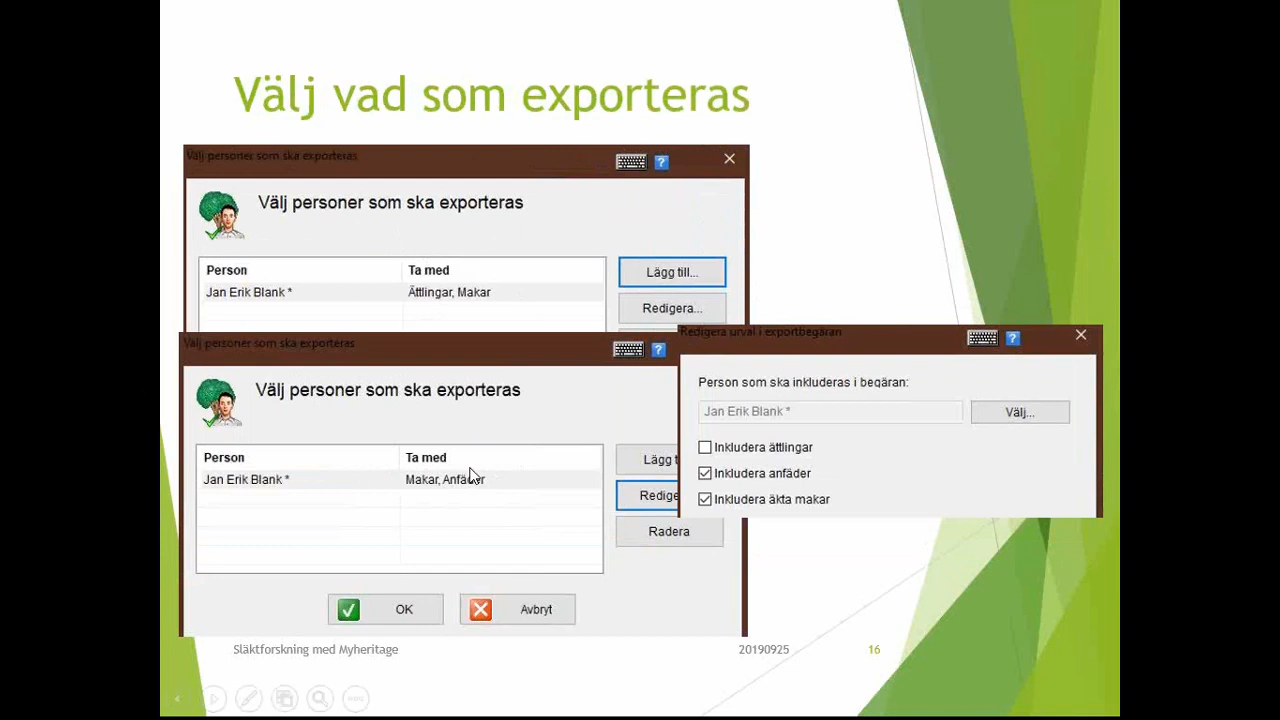 Välj vad som exporteras
Välj personer som ska exporteras
?
Välj personer som ska exporteras
Person Ta med
Jan Erik Blank * Ättlingar, Makar
Lägg till...
Redigera...
Välj personer som ska exporteras
?
Välj personer som ska exporteras
Person Ta med
Jan Erik Blank * Makar, Anfäder
Lägg t
Redige
Radera
OK Avbryt
Redigera urval i exportbegäran
?
Person som ska inkluderas i begäran:
Jan Erik Blank * Välj...
Inkludera ättlingar
Inkludera anfäder
Inkludera äkta makar
Släktforskning med Myheritage 20190925 16